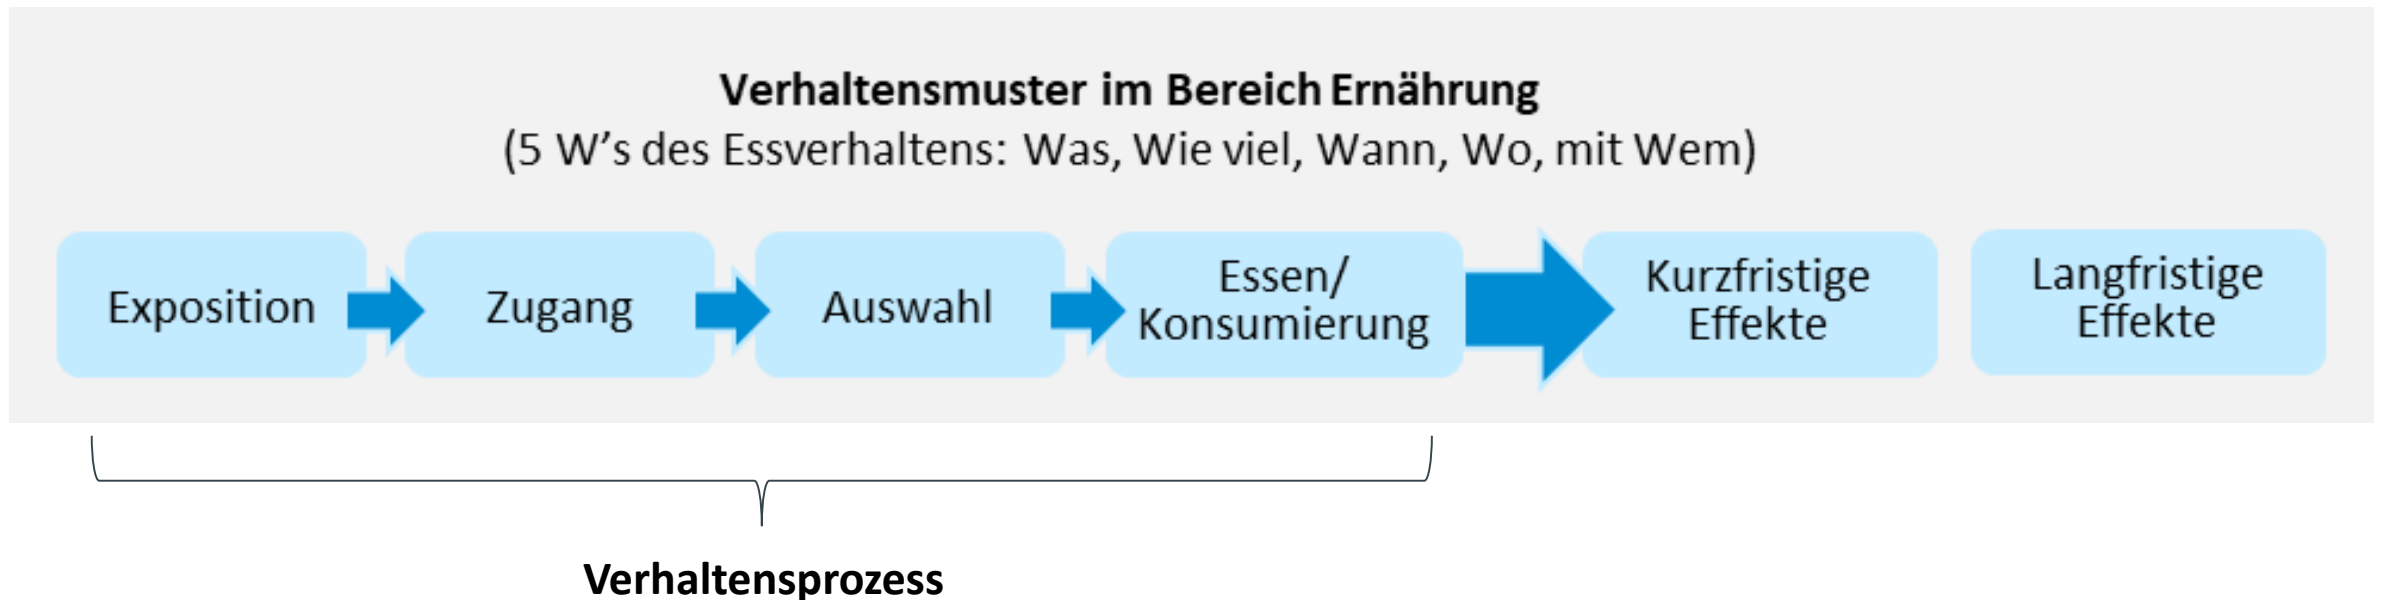 Verhaltensmuster im Bereich Ernährung
(5 W’s des Essverhaltens: Was, Wie viel, Wann, Wo, mit Wem)
Exposition
Zugang
Auswahl
Essen/
Konsumierung
Kurzfristige
Effekte
Langfristige
Effekte
Verhaltensprozess